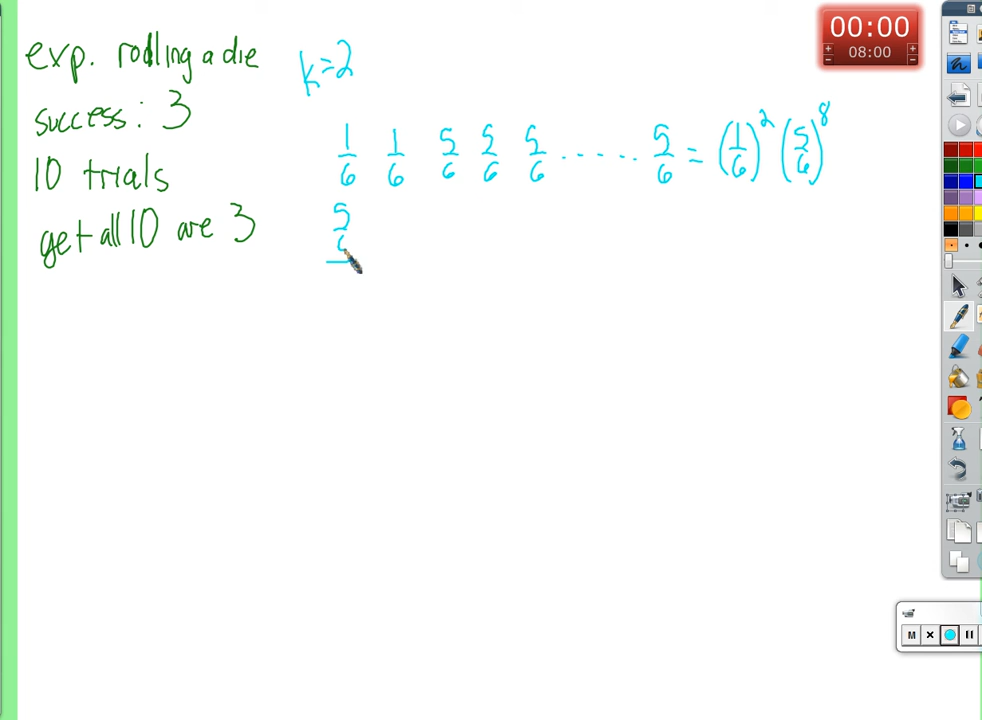 00:00
08:00
exp. rolling a die
k=2
success: 3
1/6 1/6 5/6 5/6 5/6 ...... 5/6 = (1/6)^2 (5/6)^8
10 trials
5
get all 10 are 3
M